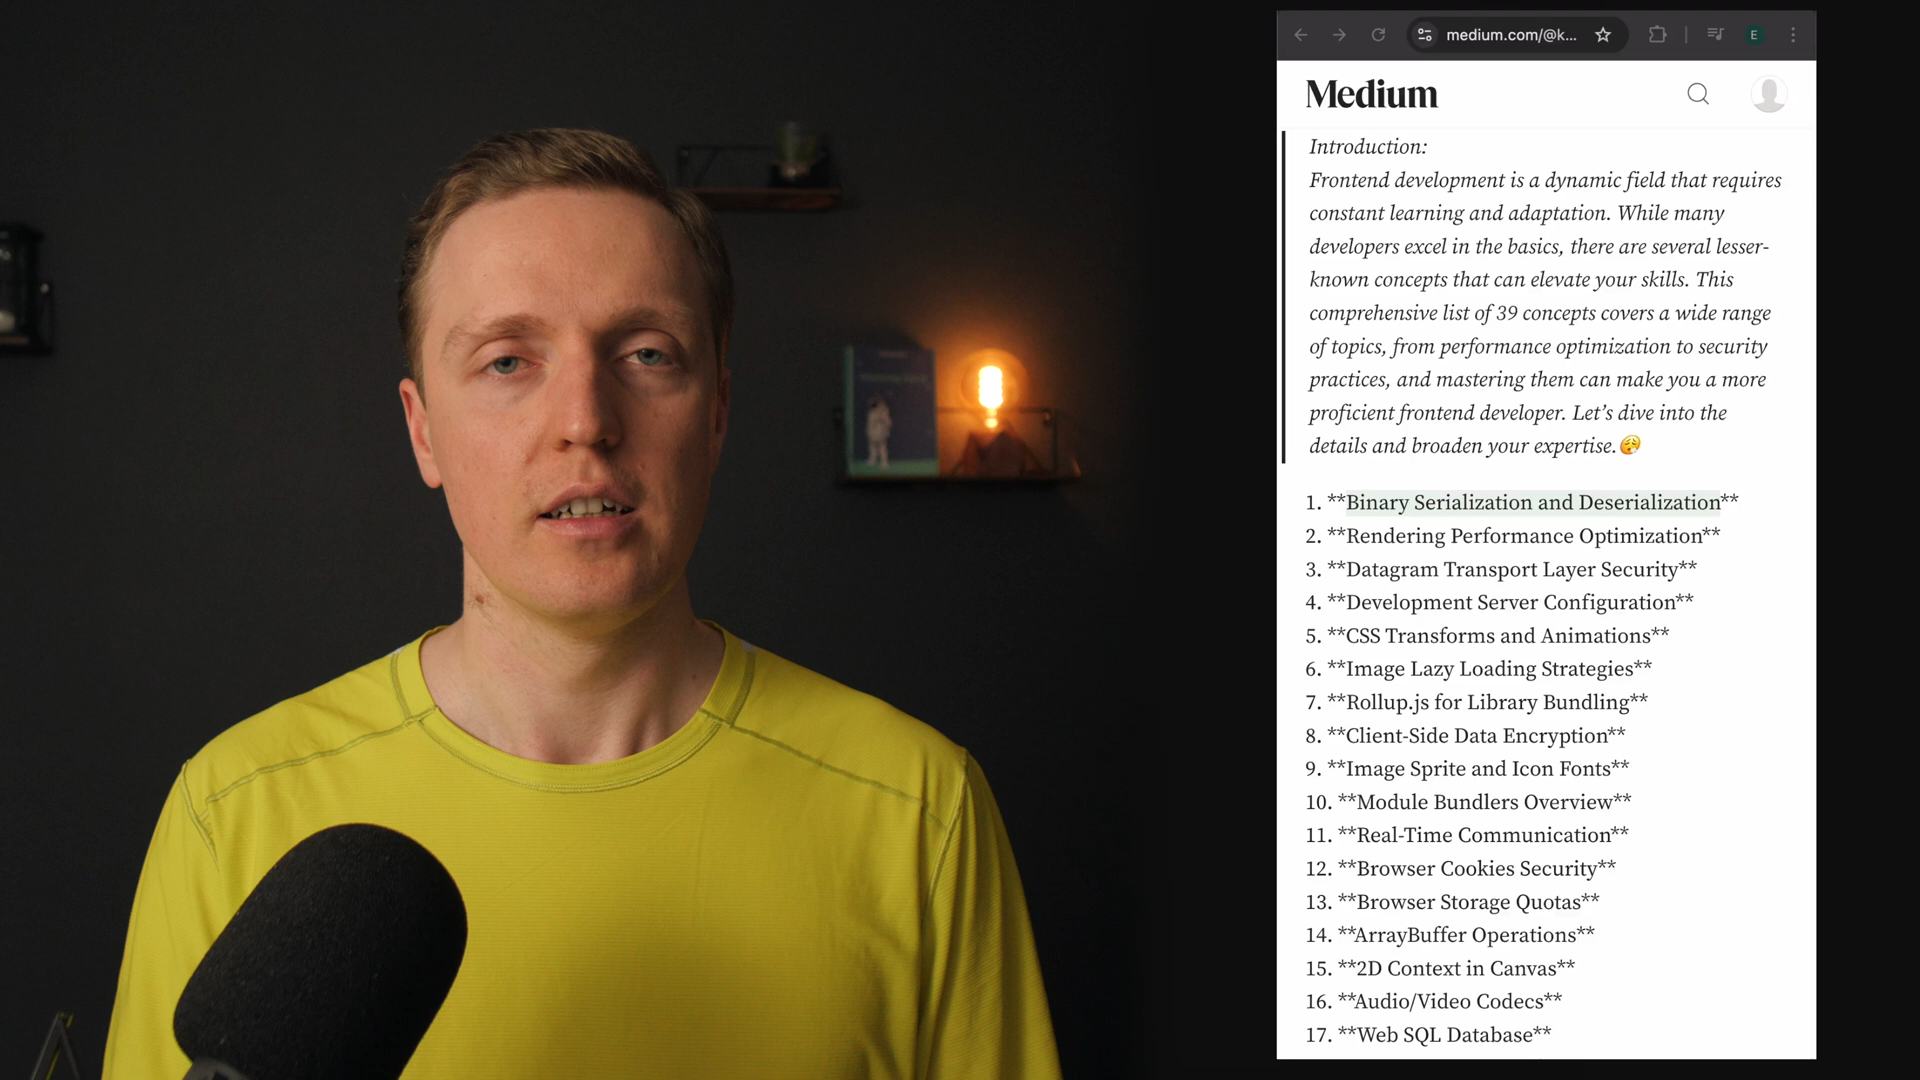 medium.com/@k...
E
Medium
Introduction:
Frontend development is a dynamic field that requires
constant learning and adaptation. While many
developers excel in the basics, there are several lesser-
known concepts that can elevate your skills. This
comprehensive list of 39 concepts covers a wide range
of topics, from performance optimization to security
practices, and mastering them can make you a more
proficient frontend developer. Let’s dive into the
details and broaden your expertise.😮‍💨
1. **Binary Serialization and Deserialization**
2. **Rendering Performance Optimization**
3. **Datagram Transport Layer Security**
4. **Development Server Configuration**
5. **CSS Transforms and Animations**
6. **Image Lazy Loading Strategies**
7. **Rollup.js for Library Bundling**
8. **Client-Side Data Encryption**
9. **Image Sprite and Icon Fonts**
10. **Module Bundlers Overview**
11. **Real-Time Communication**
12. **Browser Cookies Security**
13. **Browser Storage Quotas**
14. **ArrayBuffer Operations**
15. **2D Context in Canvas**
16. **Audio/Video Codecs**
17. **Web SQL Database**